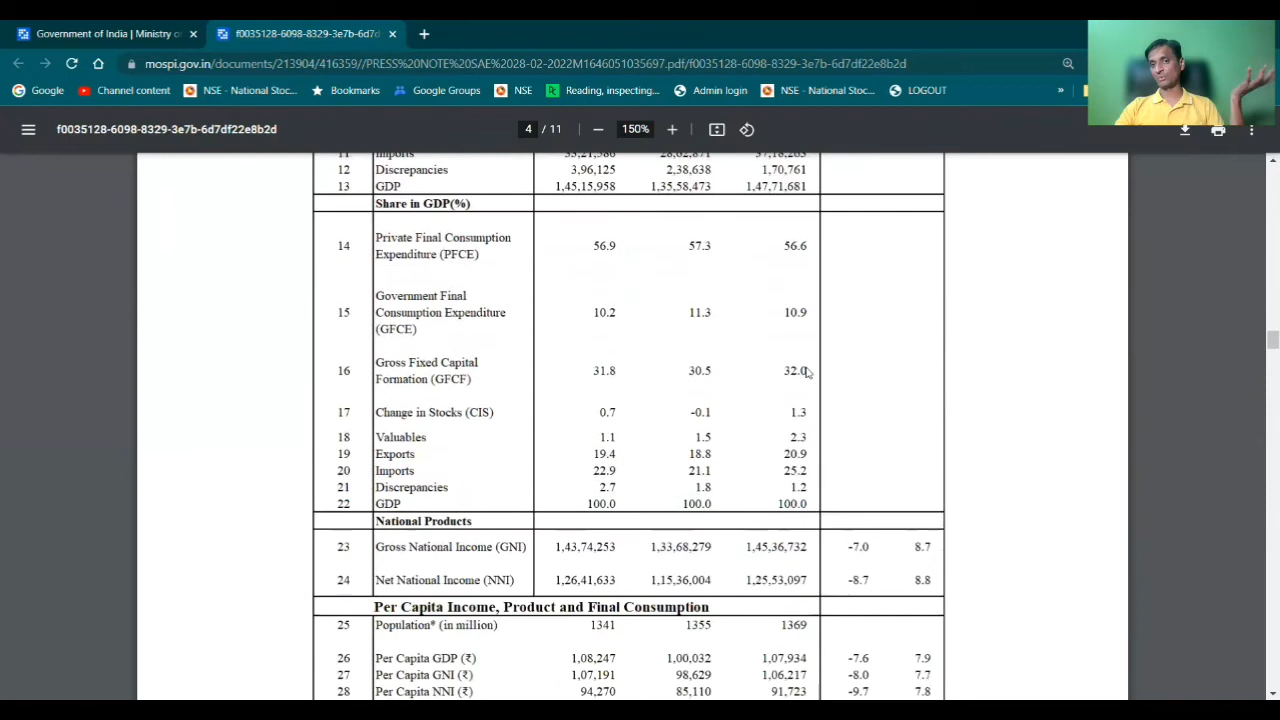 Government of India | Ministry o
f0035128-6098-8329-3e7b-6d7df22e8b2d
mospi.gov.in/documents/213904/416359//PRESS%20NOTE%20SAE%2028-02-2022M1646051035697.pdf/f0035128-6098-8329-3e7b-6d7df22e8b2d
Google Channel content NSE - National Stoc... Bookmarks Google Groups NSE Reading, inspecting... Admin login NSE - National Stoc... LOGOUT »
f0035128-6098-8329-3e7b-6d7df22e8b2d 4 / 11 150%
11 Imports
12 Discrepancies 3,96,125 2,38,638 1,70,761
13 GDP 1,45,15,958 1,35,58,473 1,47,71,681
Share in GDP(%)
14 Private Final Consumption Expenditure (PFCE) 56.9 57.3 56.6
15 Government Final Consumption Expenditure (GFCE) 10.2 11.3 10.9
16 Gross Fixed Capital Formation (GFCF) 31.8 30.5 32.0
17 Change in Stocks (CIS) 0.7 -0.1 1.3
18 Valuables 1.1 1.5 2.3
19 Exports 19.4 18.8 20.9
20 Imports 22.9 21.1 25.2
21 Discrepancies 2.7 1.8 1.2
22 GDP 100.0 100.0 100.0
National Products
23 Gross National Income (GNI) 1,43,74,253 1,33,68,279 1,45,36,732 -7.0 8.7
24 Net National Income (NNI) 1,26,41,633 1,15,36,004 1,25,53,097 -8.7 8.8
Per Capita Income, Product and Final Consumption
25 Population* (in million) 1341 1355 1369
26 Per Capita GDP (₹) 1,08,247 1,00,032 1,07,934 -7.6 7.9
27 Per Capita GNI (₹) 1,07,191 98,629 1,06,217 -8.0 7.7
28 Per Capita NNI (₹) 94,270 85,110 91,723 -9.7 7.8